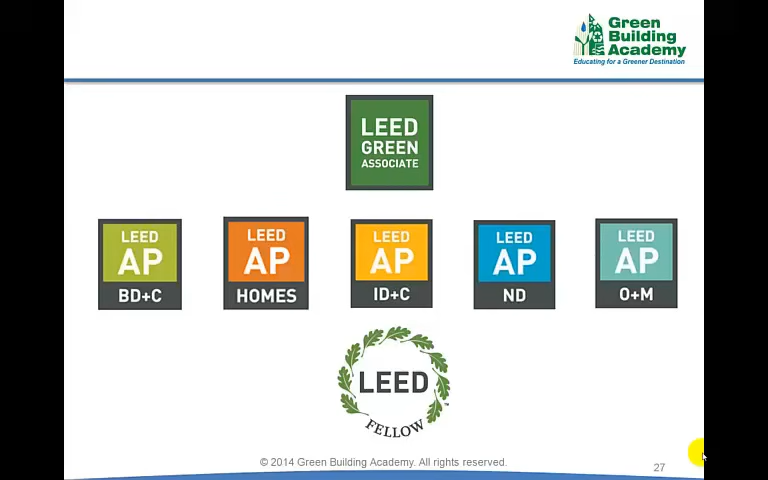 Green
Building
Academy
Educating for a Greener Destination
LEED
GREEN
ASSOCIATE
LEED
AP
BD+C
LEED
AP
HOMES
LEED
AP
ID+C
LEED
AP
ND
LEED
AP
O+M
LEED
FELLOW
© 2014 Green Building Academy. All rights reserved.
27